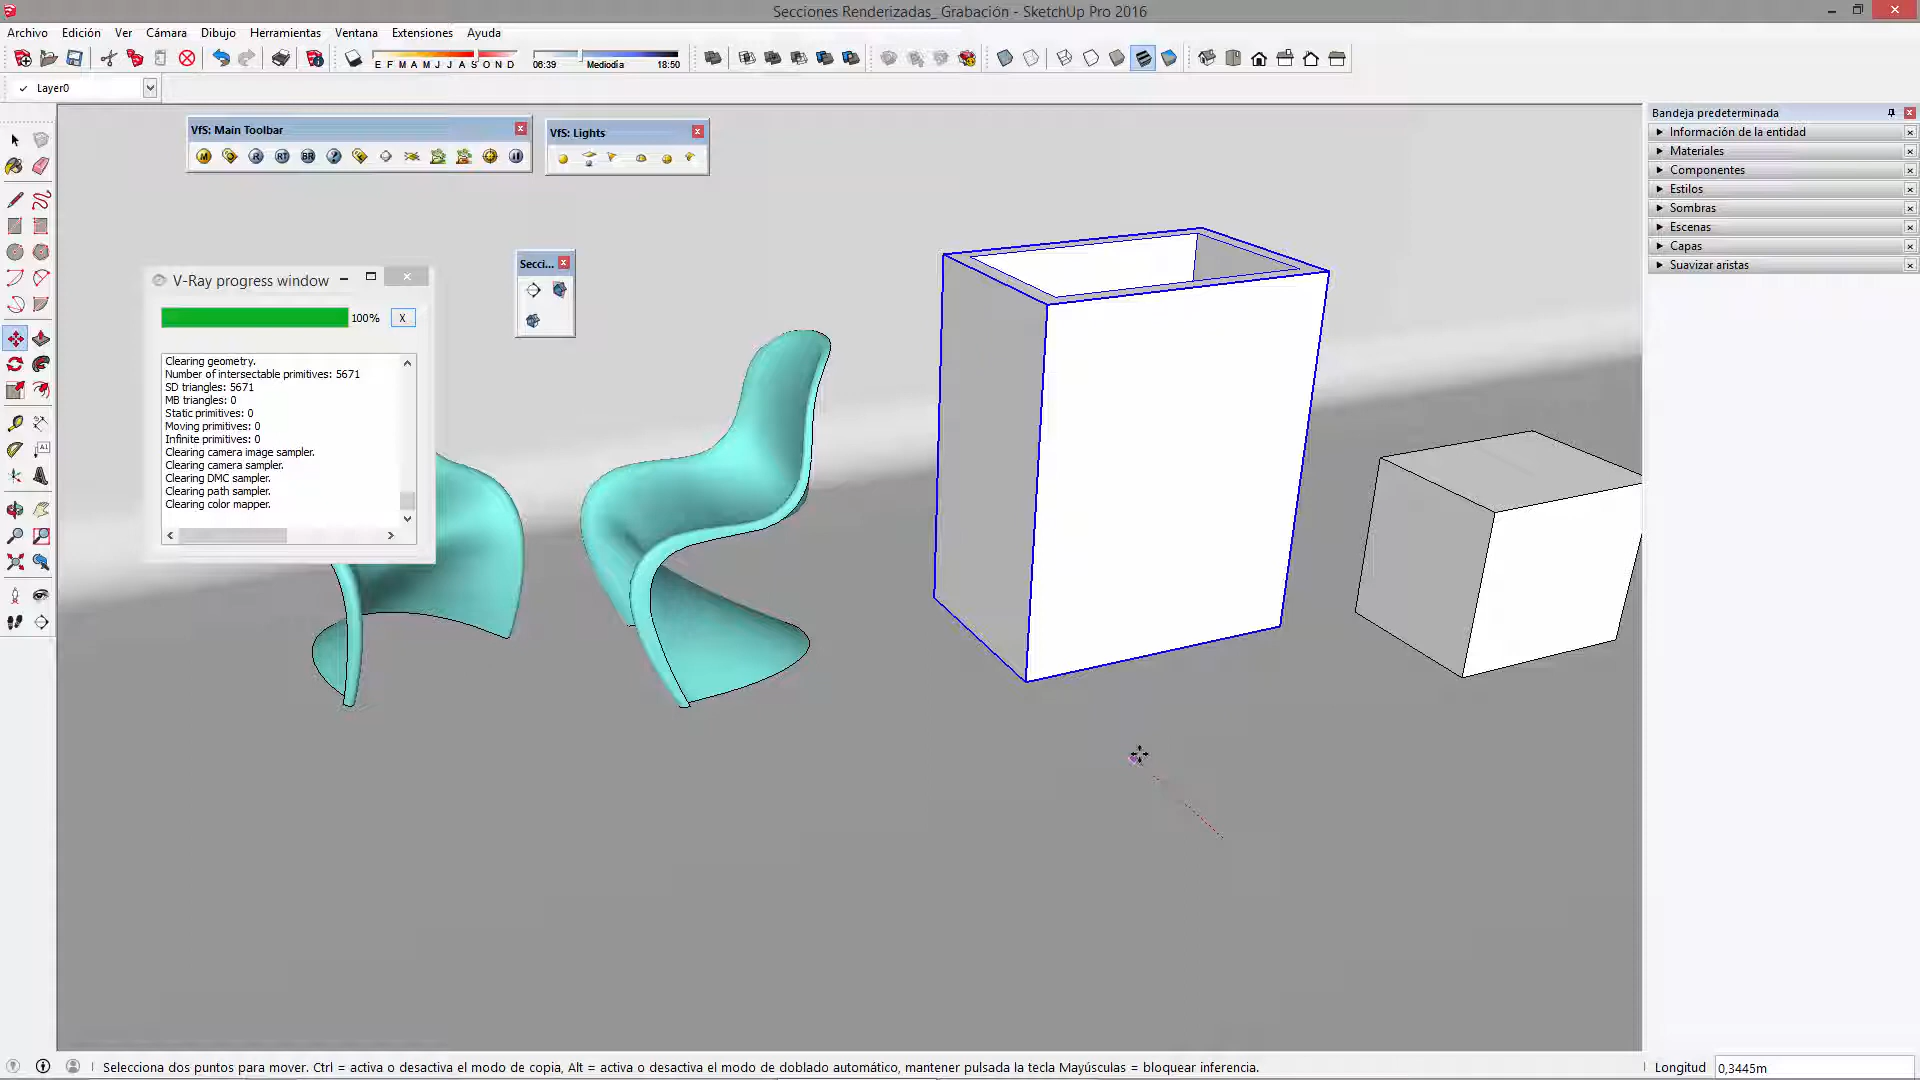 Secciones Renderizadas_ Grabación - SketchUp Pro 2016
Archivo Edición Ver Cámara Dibujo Herramientas Ventana Extensiones Ayuda
E F M A M J J A S O N D
06:39 Mediodía 18:50
Layer0
VfS: Main Toolbar
VfS: Lights
Bandeja predeterminada
Información de la entidad
Materiales
Componentes
Estilos
Sombras
Escenas
Capas
Suavizar aristas
Secci...
V-Ray progress window
100%
X
Clearing geometry.
Number of intersectable primitives: 5671
SD triangles: 5671
MB triangles: 0
Static primitives: 0
Moving primitives: 0
Infinite primitives: 0
Clearing camera image sampler.
Clearing camera sampler.
Clearing DMC sampler.
Clearing path sampler.
Clearing color mapper.
Selecciona dos puntos para mover. Ctrl = activa o desactiva el modo de copia, Alt = activa o desactiva el modo de doblado automático, mantener pulsada la tecla Mayúsculas = bloquear inferencia.
Longitud 0,3445m